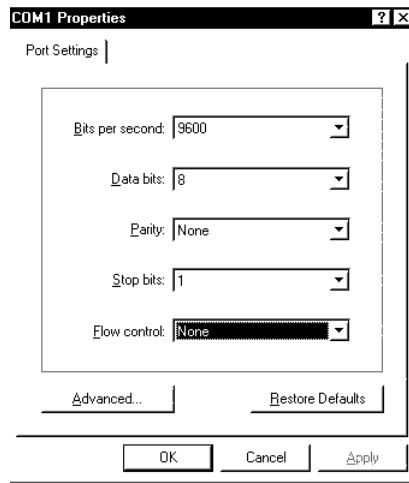 COM1 Properties
Port Settings
Bits per second: 9600
Data bits: 8
Parity: None
Stop bits: 1
Flow control: None
Advanced... Restore Defaults
OK Cancel Apply